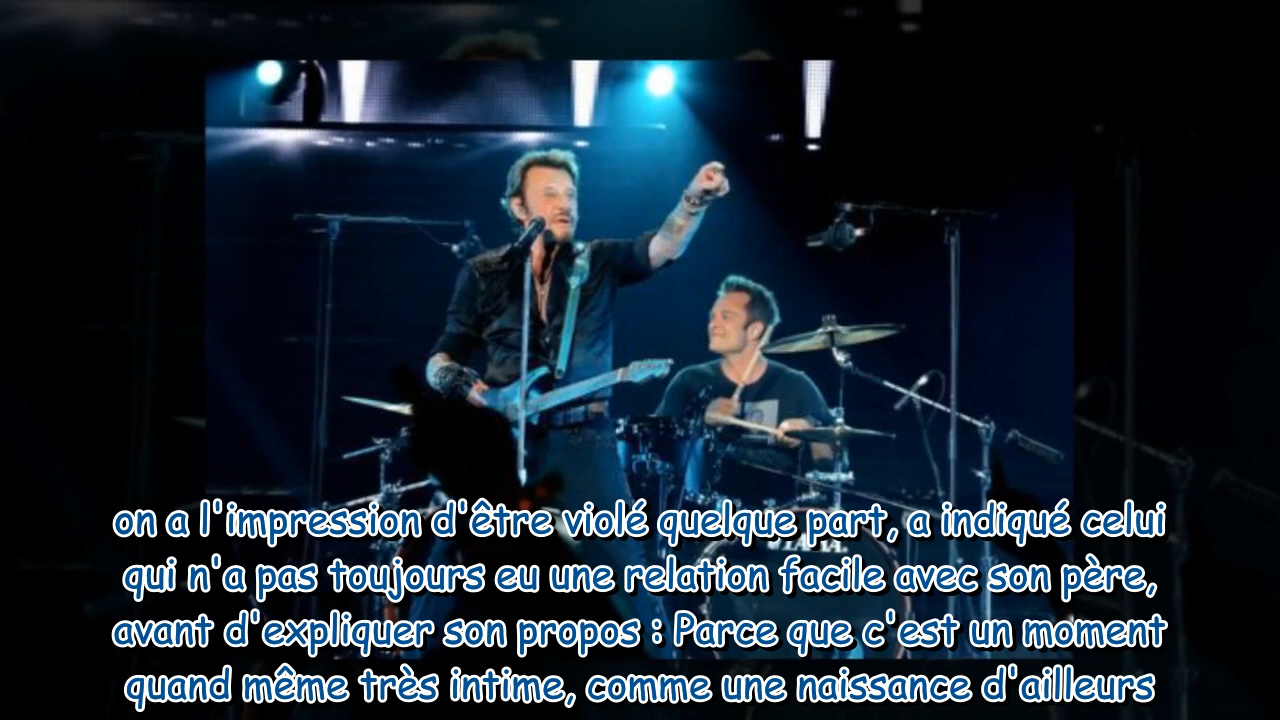 on a l'impression d'être violé quelque part, a indiqué celui
qui n'a pas toujours eu une relation facile avec son père,
avant d'expliquer son propos : Parce que c'est un moment
quand même très intime, comme une naissance d'ailleurs